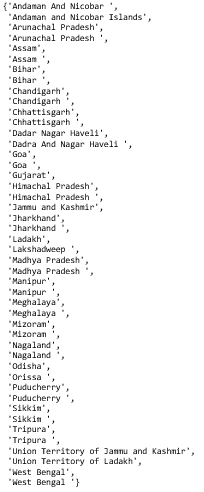 {'Andaman And Nicobar ',
'Andaman and Nicobar Islands',
'Arunachal Pradesh',
'Arunachal Pradesh ',
'Assam',
'Assam ',
'Bihar',
'Bihar ',
'Chandigarh',
'Chandigarh ',
'Chhattisgarh',
'Chhattisgarh ',
'Dadar Nagar Haveli',
'Dadra And Nagar Haveli ',
'Goa',
'Goa ',
'Gujarat',
'Himachal Pradesh',
'Himachal Pradesh ',
'Jammu and Kashmir',
'Jharkhand',
'Jharkhand ',
'Ladakh',
'Lakshadweep ',
'Madhya Pradesh',
'Madhya Pradesh ',
'Manipur',
'Manipur ',
'Meghalaya',
'Meghalaya ',
'Mizoram',
'Mizoram ',
'Nagaland',
'Nagaland ',
'Odisha',
'Orissa ',
'Puducherry',
'Puducherry ',
'Sikkim',
'Sikkim ',
'Tripura',
'Tripura ',
'Union Territory of Jammu and Kashmir',
'Union Territory of Ladakh',
'West Bengal',
'West Bengal '}